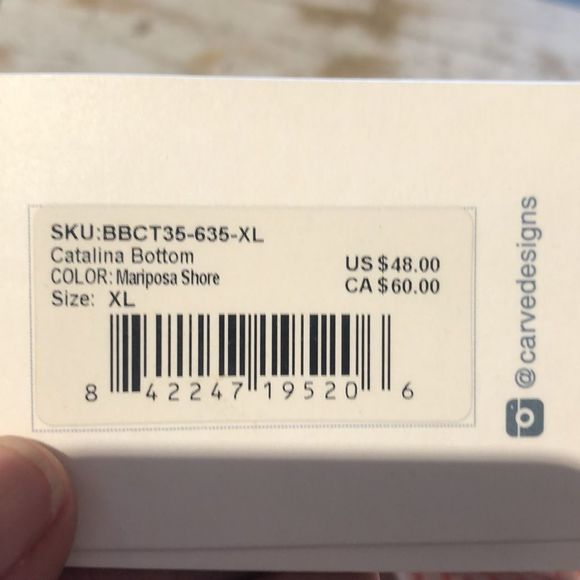 SKU:BBCT35-635-XL
Catalina Bottom
COLOR: Mariposa Shore
Size: XL
US $48.00
CA $60.00
8 42247 19520 6
@carvedesigns